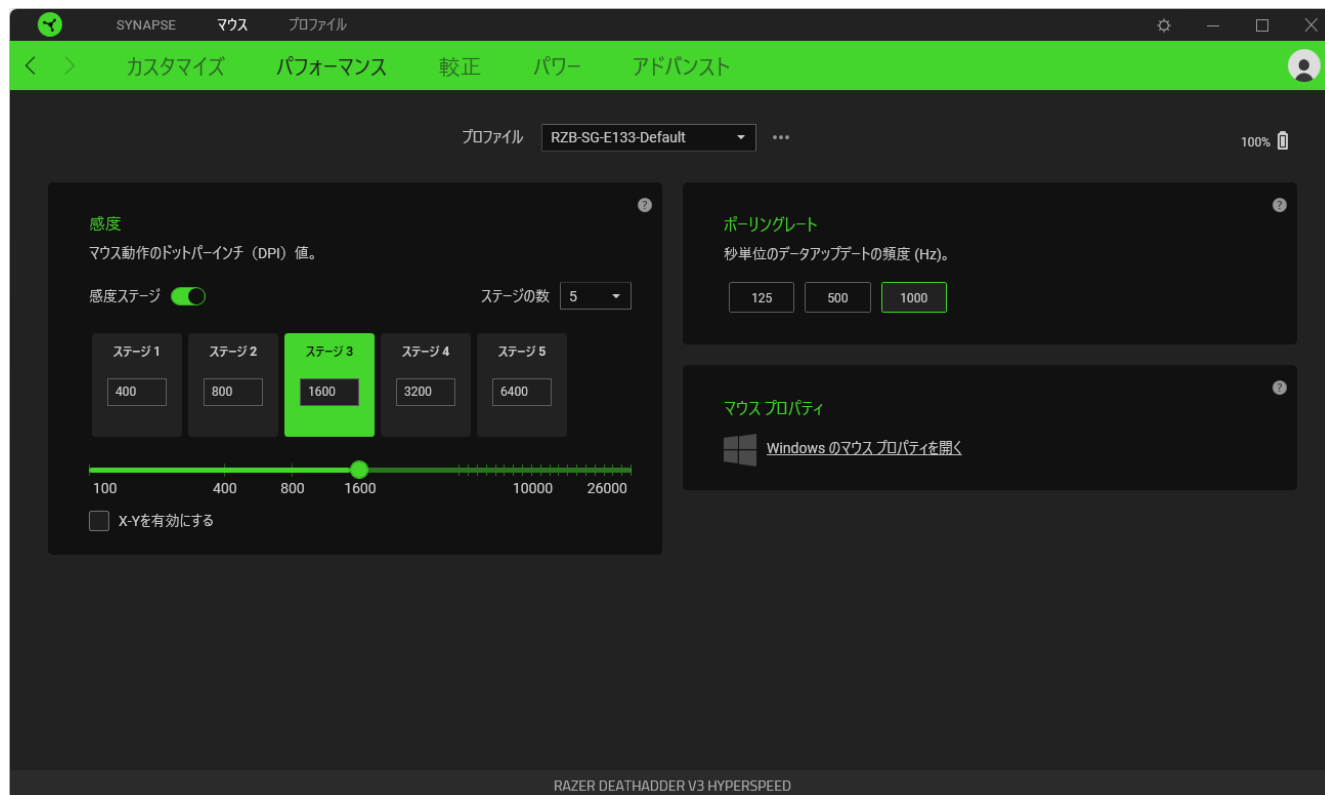 SYNAPSE マウス プロファイル
カスタマイズ パフォーマンス 較正 パワー アドバンスト
プロファイル RZB-SG-E133-Default
100%
感度
マウス動作のドットパーインチ（DPI）値。
感度ステージ ステージの数 5
ステージ 1 ステージ 2 ステージ 3 ステージ 4 ステージ 5
400 800 1600 3200 6400
100 400 800 1600 10000 26000
X-Yを有効にする
ポーリングレート
秒単位のデータアップデートの頻度 (Hz)。
125 500 1000
マウス プロパティ
Windows のマウス プロパティを開く
RAZER DEATHADDER V3 HYPERSPEED